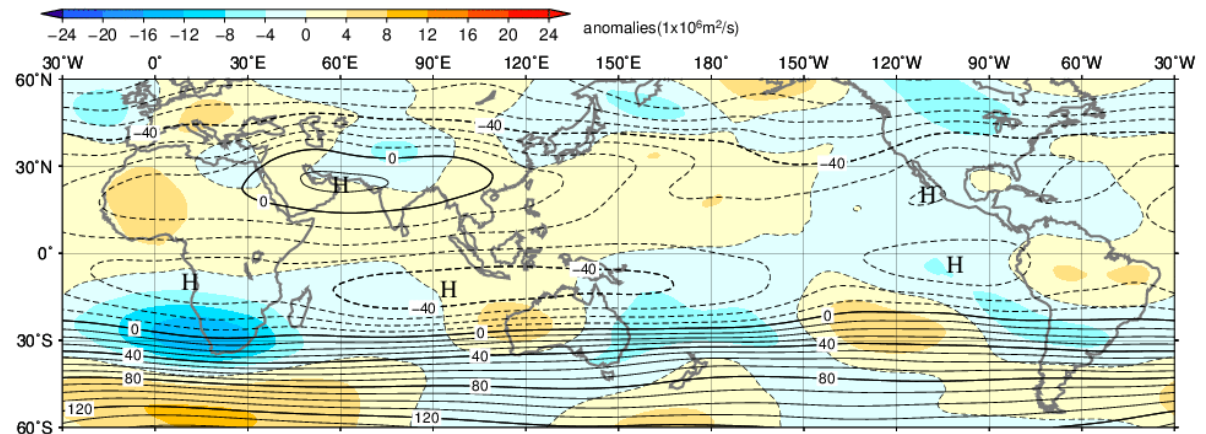 −24 −20 −16 −12 −8 −4 0 4 8 12 16 20 24
anomalies(1x10⁶m²/s)
30°W 0° 30°E 60°E 90°E 120°E 150°E 180° 150°W 120°W 90°W 60°W 30°W
60°N
−40 −40
0 −40
30°N
H H
0
0°
−40
H H
H
−40
0 0 0
30°S
40 40 40
80 80 80
120 120
60°S